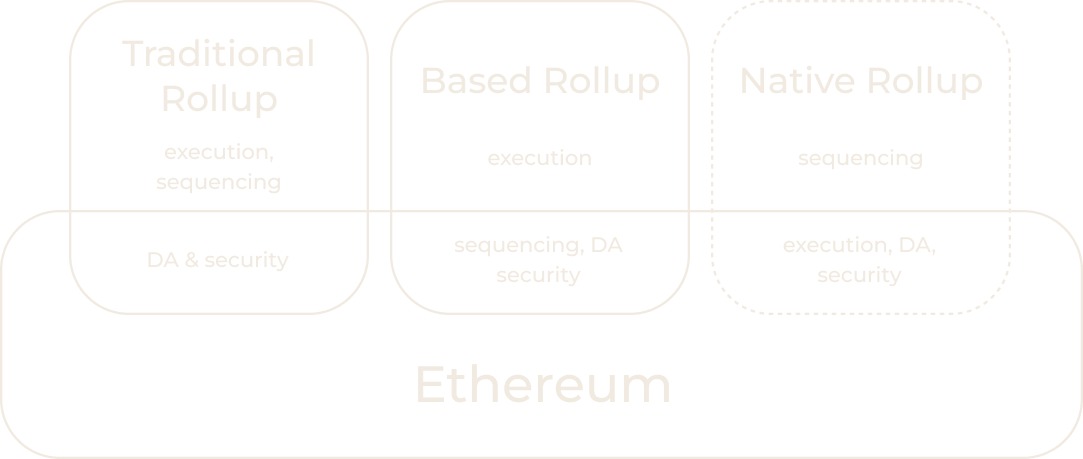 Traditional
Rollup
execution,
sequencing
DA & security
Based Rollup
execution
sequencing, DA
security
Native Rollup
sequencing
execution, DA,
security
Ethereum